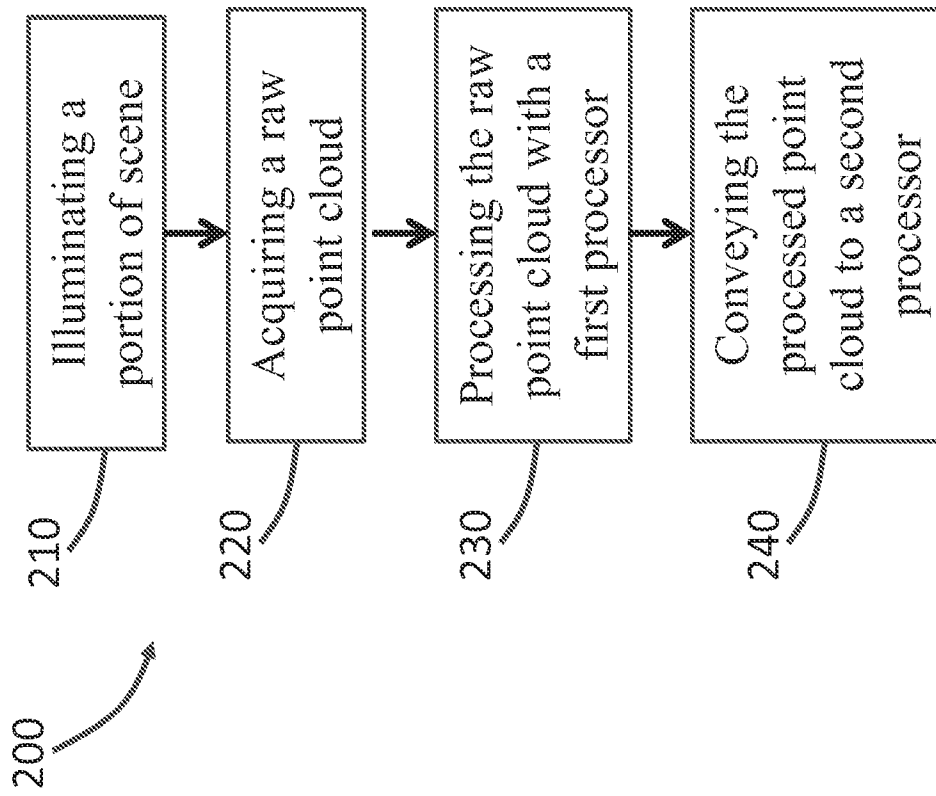 200
210
Illuminating a
portion of scene
220
Acquiring a raw
point cloud
230
Processing the raw
point cloud with a
first processor
240
Conveying the
processed point
cloud to a second
processor